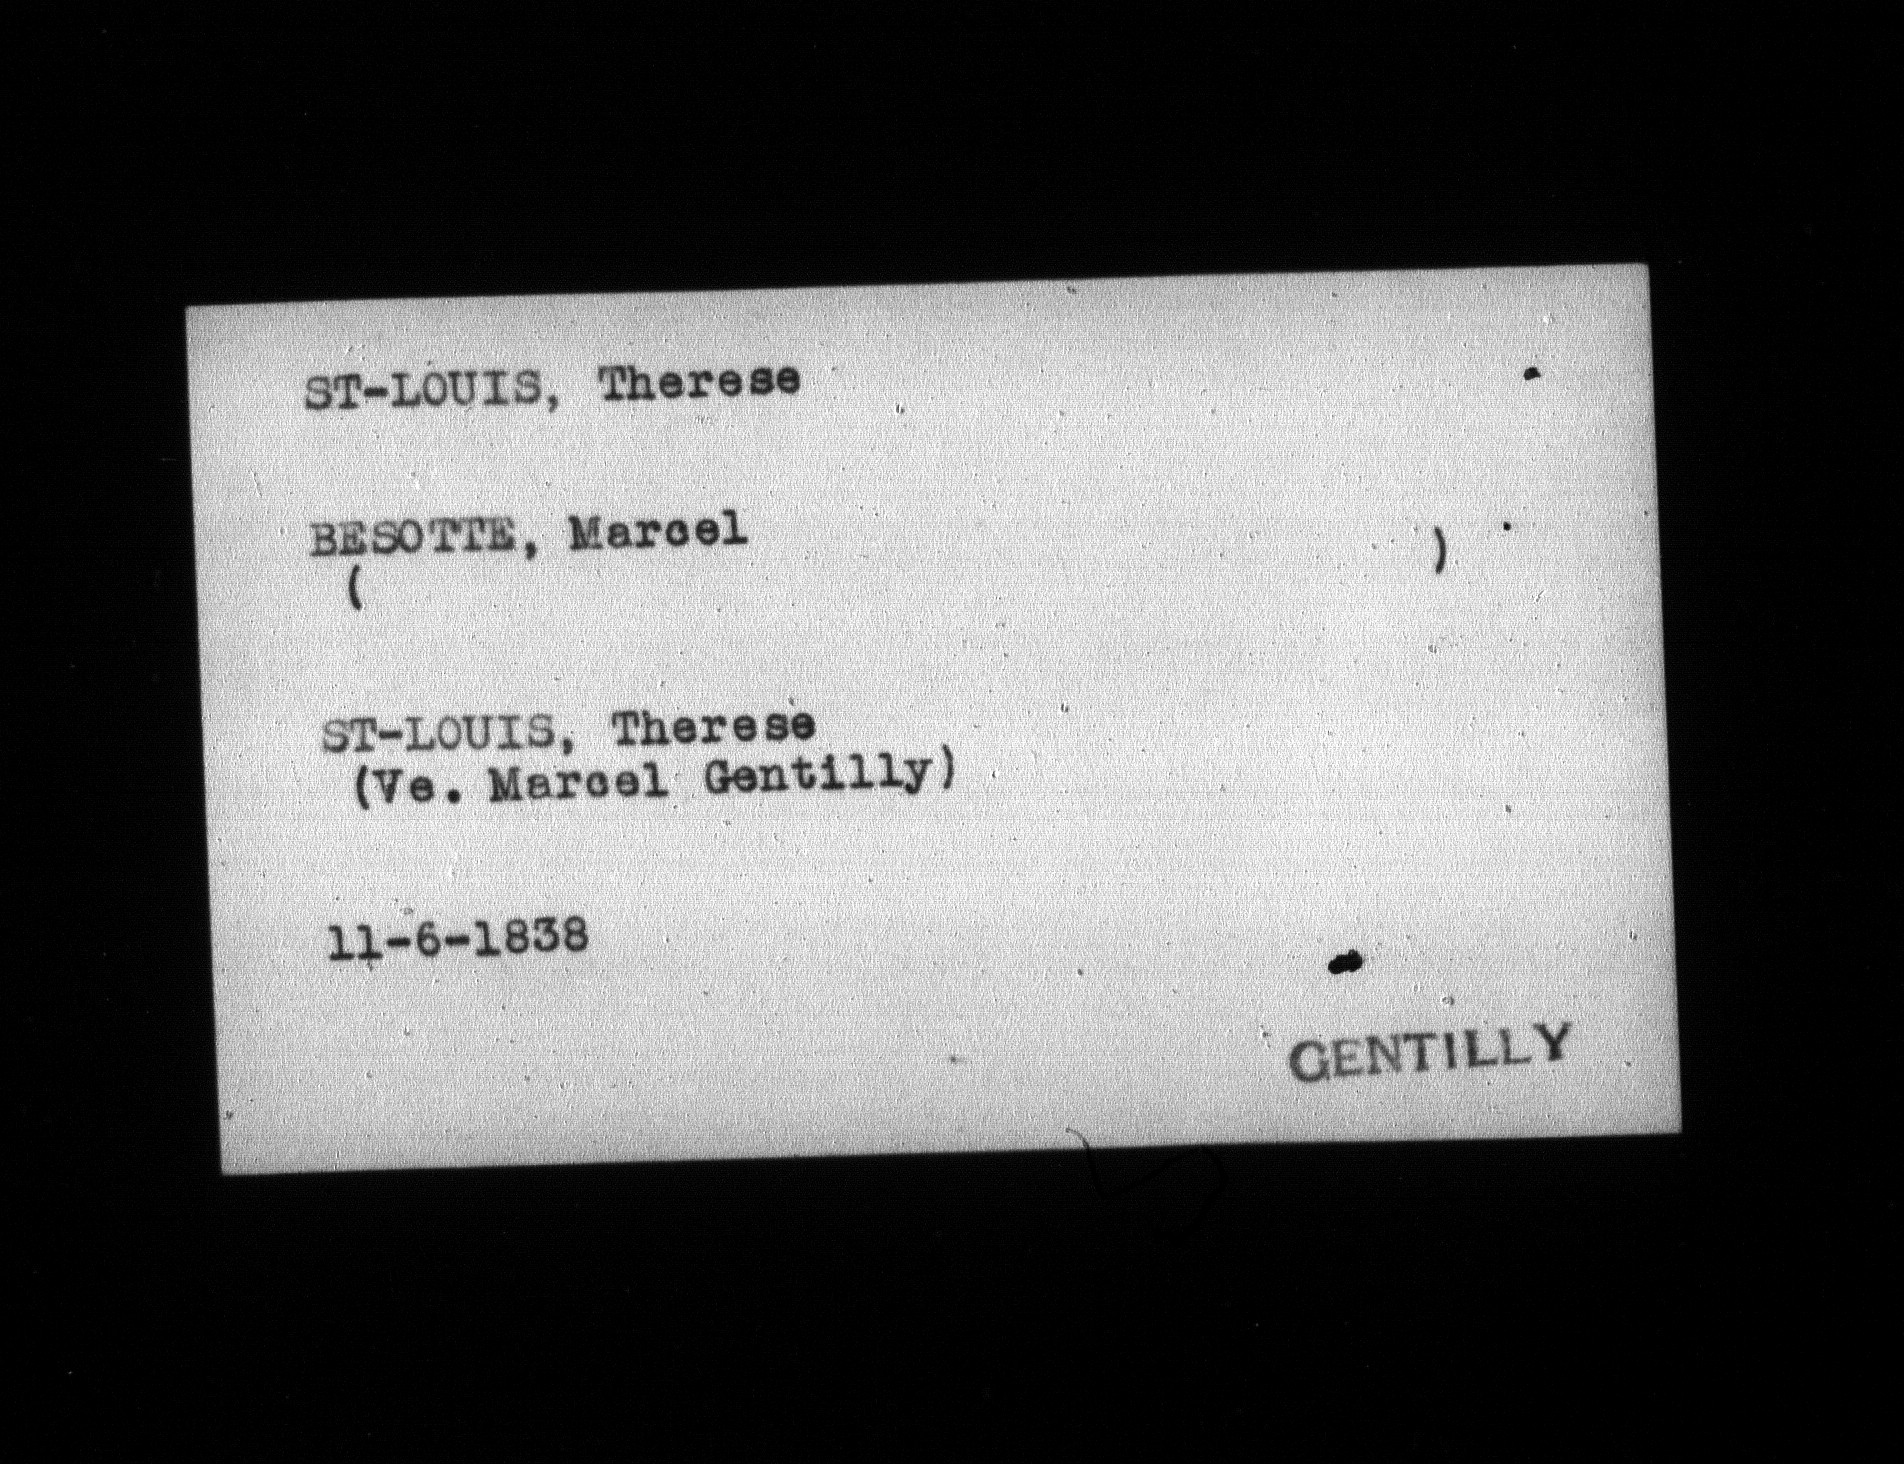 ST-LOUIS, Therese
BESOTTE, Marcel
( )
ST-LOUIS, Therese
(Ve. Marcel Gentilly)
11-6-1838
GENTILLY